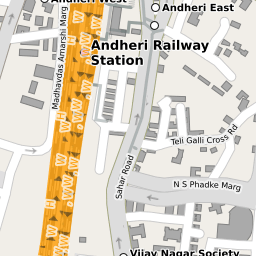 Andheri West
Andheri East
Madhavdas Amarshi Marg
Andheri Railway
Station
Teli Galli Cross Rd
Sahar Road
N S Phadke Marg
Vijay Nagar Society